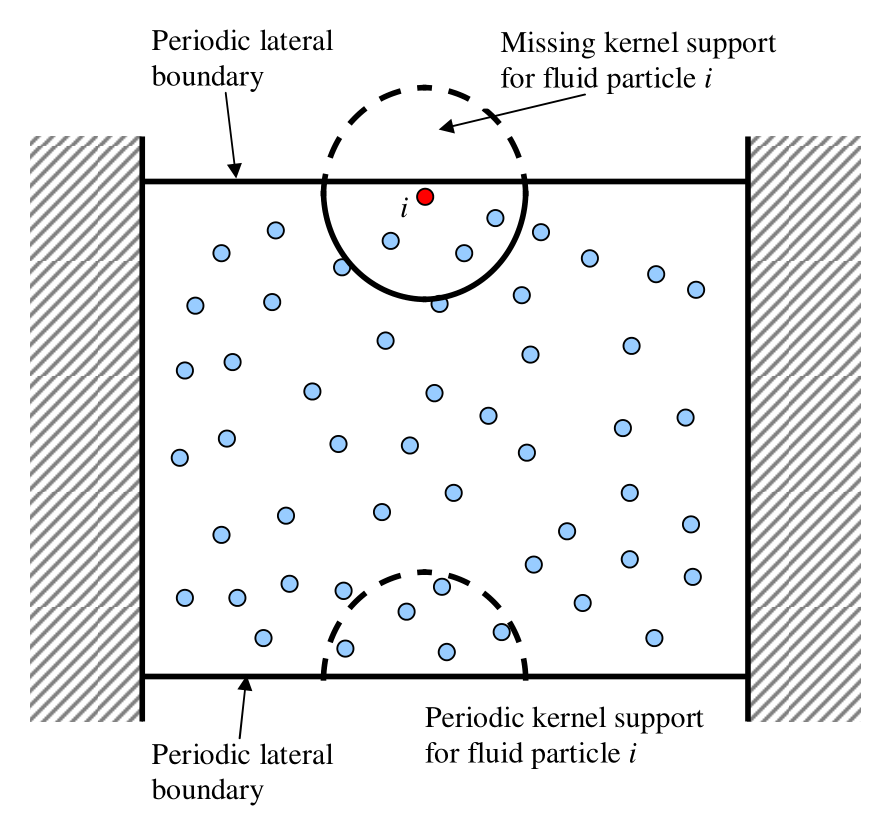 Periodic lateral
boundary
Missing kernel support
for fluid particle i
i
Periodic kernel support
for fluid particle i
Periodic lateral
boundary